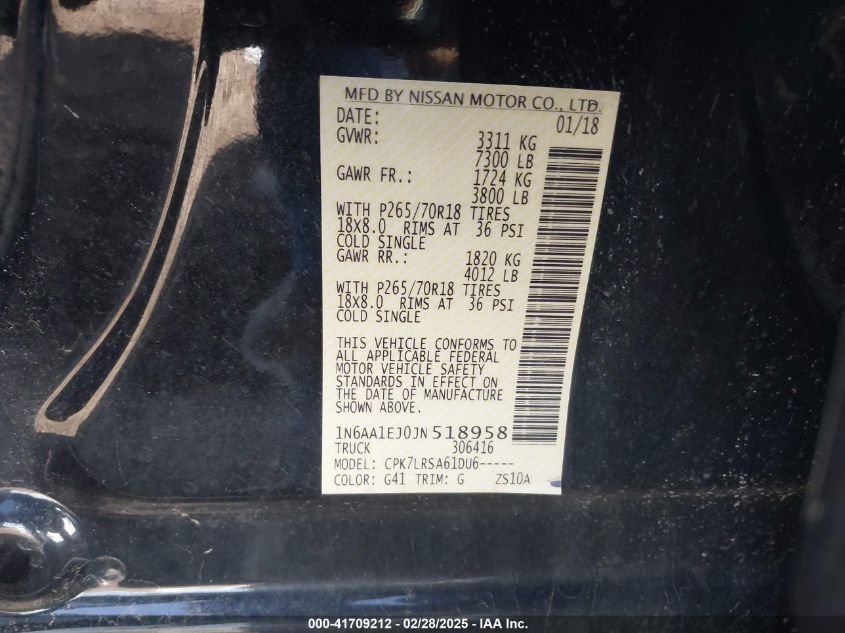 MFD BY NISSAN MOTOR CO., LTD.
DATE: 01/18
GVWR: 3311 KG
7300 LB
GAWR FR.: 1724 KG
3800 LB
WITH P265/70R18 TIRES
18X8.0 RIMS AT 36 PSI
COLD SINGLE
GAWR RR.: 1820 KG
4012 LB
WITH P265/70R18 TIRES
18X8.0 RIMS AT 36 PSI
COLD SINGLE
THIS VEHICLE CONFORMS TO
ALL APPLICABLE FEDERAL
MOTOR VEHICLE SAFETY
STANDARDS IN EFFECT ON
THE DATE OF MANUFACTURE
SHOWN ABOVE.
1N6AA1EJ0JN518958
TRUCK 306416
MODEL: CPK7LRSA61DU6-----
COLOR: G41 TRIM: G ZS10A
000-41709212 - 02/28/2025 - IAA Inc.